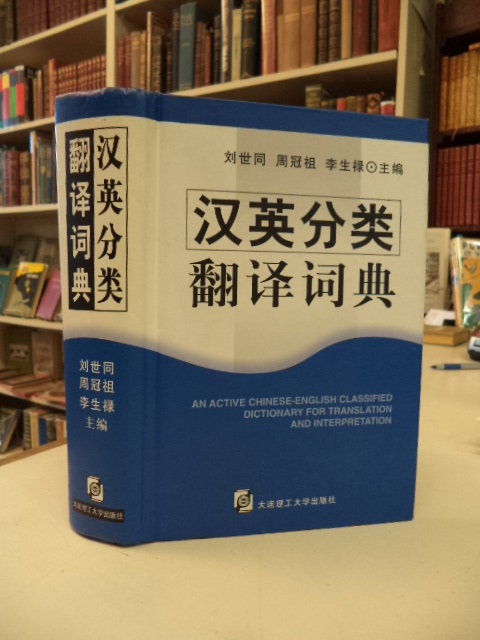 汉英分类
翻译词典
刘世同
周冠祖
李生禄
主编
大连理工大学出版社
刘世同 周冠祖 李生禄⊙主编
汉英分类
翻译词典
AN ACTIVE CHINESE-ENGLISH CLASSIFIED
DICTIONARY FOR TRANSLATION
AND INTERPRETATION
大连理工大学出版社